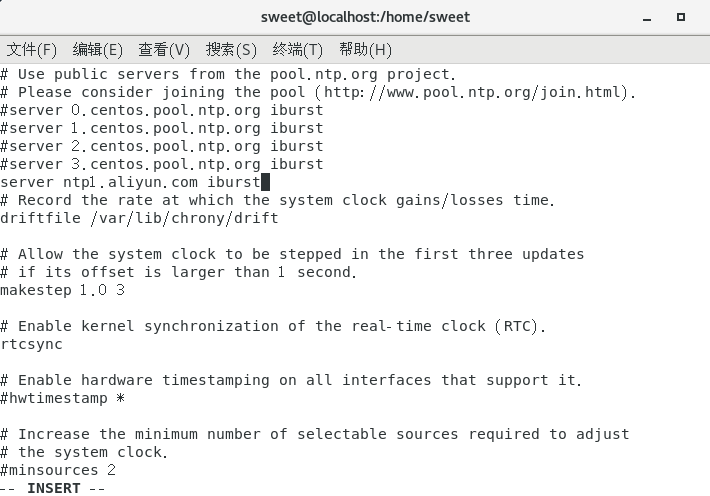 sweet@localhost:/home/sweet
文件(F) 编辑(E) 查看(V) 搜索(S) 终端(T) 帮助(H)
# Use public servers from the pool.ntp.org project.
# Please consider joining the pool (http://www.pool.ntp.org/join.html).
#server 0.centos.pool.ntp.org iburst
#server 1.centos.pool.ntp.org iburst
#server 2.centos.pool.ntp.org iburst
#server 3.centos.pool.ntp.org iburst
server ntp1.aliyun.com iburst
# Record the rate at which the system clock gains/losses time.
driftfile /var/lib/chrony/drift
# Allow the system clock to be stepped in the first three updates
# if its offset is larger than 1 second.
makestep 1.0 3
# Enable kernel synchronization of the real-time clock (RTC).
rtcsync
# Enable hardware timestamping on all interfaces that support it.
#hwtimestamp *
# Increase the minimum number of selectable sources required to adjust
# the system clock.
#minsources 2
-- INSERT --